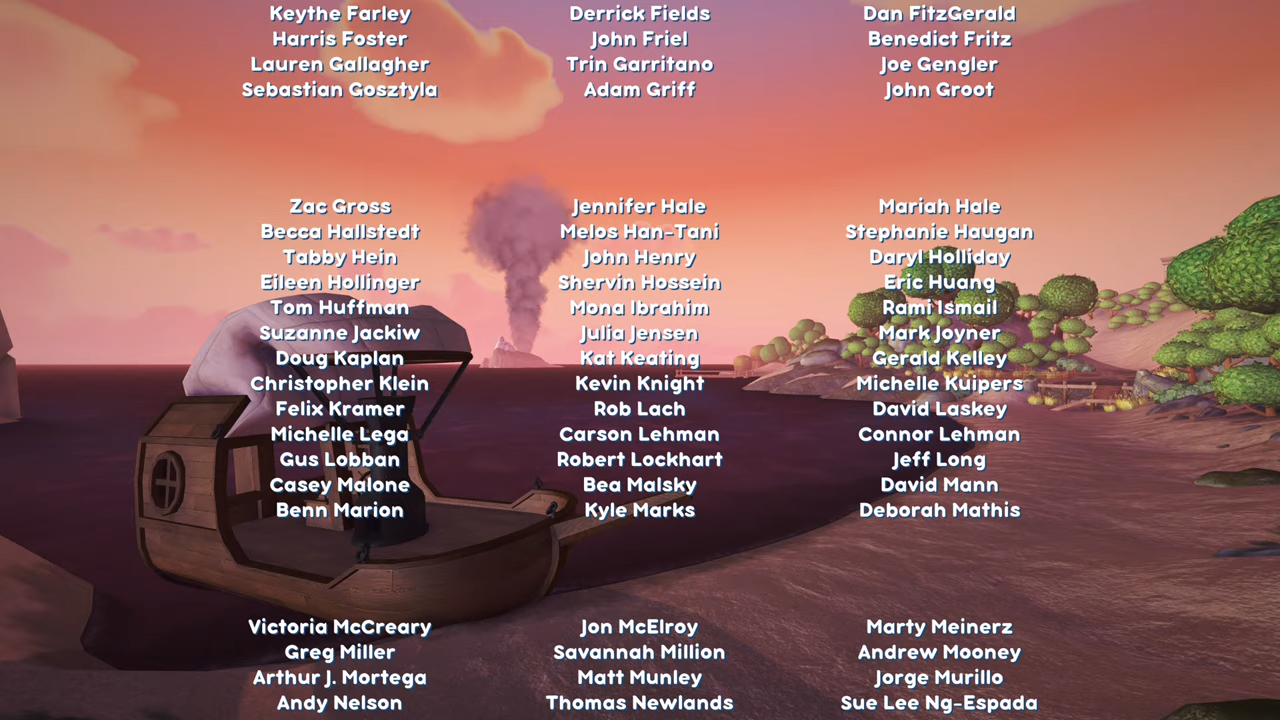 Keythe Farley Derrick Fields Dan FitzGerald
Harris Foster John Friel Benedict Fritz
Lauren Gallagher Trin Garritano Joe Gengler
Sebastian Gosztyla Adam Griff John Groot
Zac Gross Jennifer Hale Mariah Hale
Becca Hallstedt Melos Han-Tani Stephanie Haugan
Tabby Hein John Henry Daryl Holliday
Eileen Hollinger Shervin Hossein Eric Huang
Tom Huffman Mona Ibrahim Rami Ismail
Suzanne Jackiw Julia Jensen Mark Joyner
Doug Kaplan Kat Keating Gerald Kelley
Christopher Klein Kevin Knight Michelle Kuipers
Felix Kramer Rob Lach David Laskey
Michelle Lega Carson Lehman Connor Lehman
Gus Lobban Robert Lockhart Jeff Long
Casey Malone Bea Malsky David Mann
Benn Marion Kyle Marks Deborah Mathis
Victoria McCreary Jon McElroy Marty Meinerz
Greg Miller Savannah Million Andrew Mooney
Arthur J. Mortega Matt Munley Jorge Murillo
Andy Nelson Thomas Newlands Sue Lee Ng-Espada